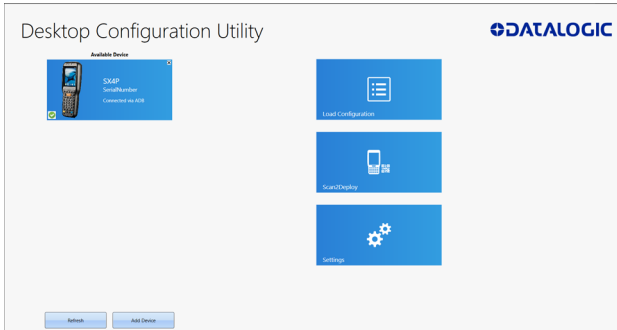 Desktop Configuration Utility
DATALOGIC
Available Device
SX4P
SerialNumber
Connected via ADB
Load Configuration
Scan2Deploy
Settings
Refresh
Add Device